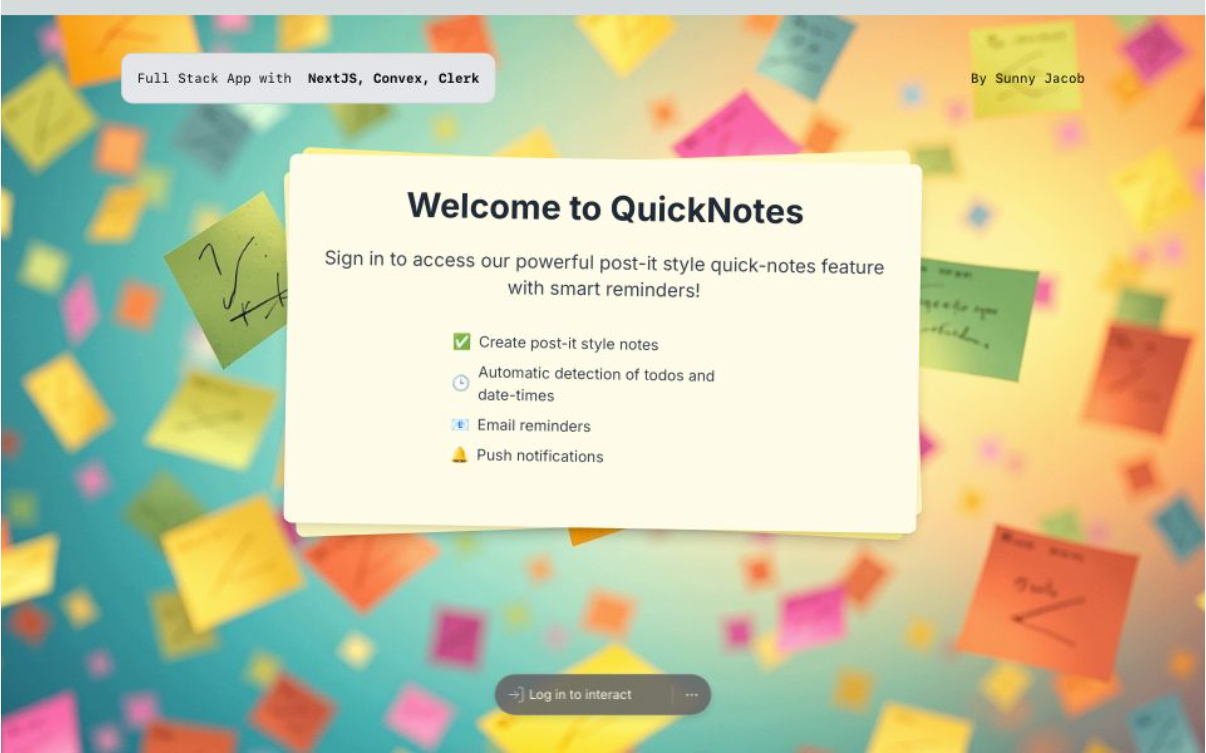 Full Stack App with NextJS, Convex, Clerk
By Sunny Jacob
Welcome to QuickNotes
Sign in to access our powerful post-it style quick-notes feature
with smart reminders!
✅ Create post-it style notes
🕒 Automatic detection of todos and
date-times
📧 Email reminders
🔔 Push notifications
Log in to interact